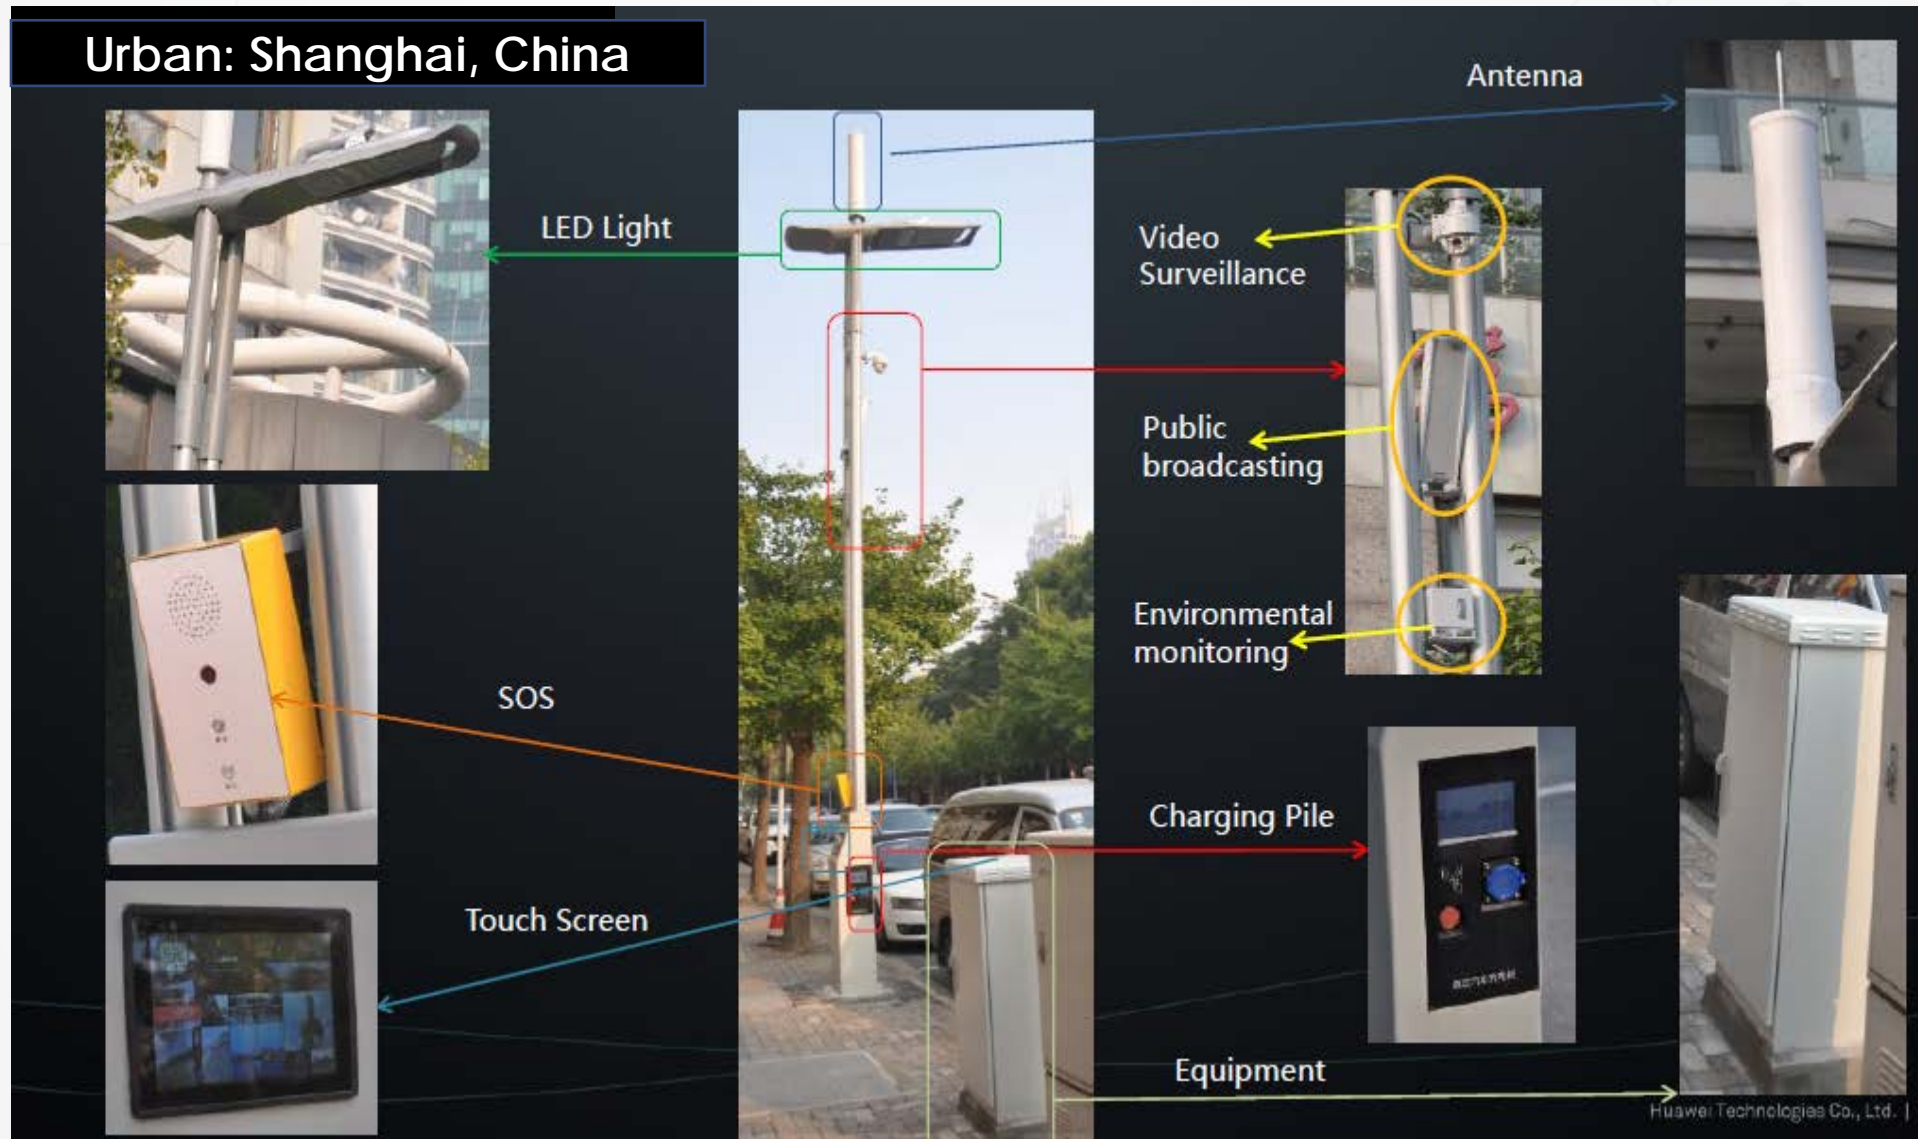 Urban: Shanghai, China
Antenna
LED Light
Video
Surveillance
Public
broadcasting
Environmental
monitoring
SOS
Charging Pile
Touch Screen
Equipment
Huawei Technologies Co., Ltd. |